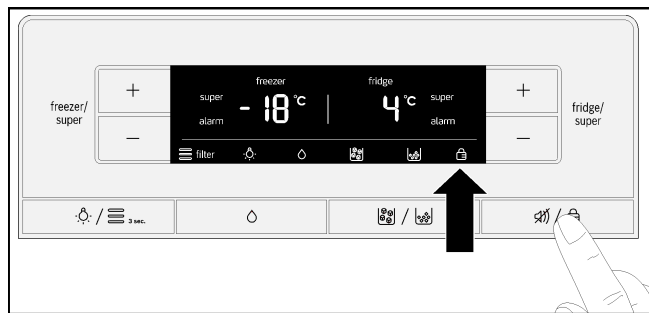 freezer/
super
+
−
freezer
super
alarm
-18 °C
fridge
4 °C
super
alarm
filter
+
−
fridge/
super
/ 3 sec.
/
/